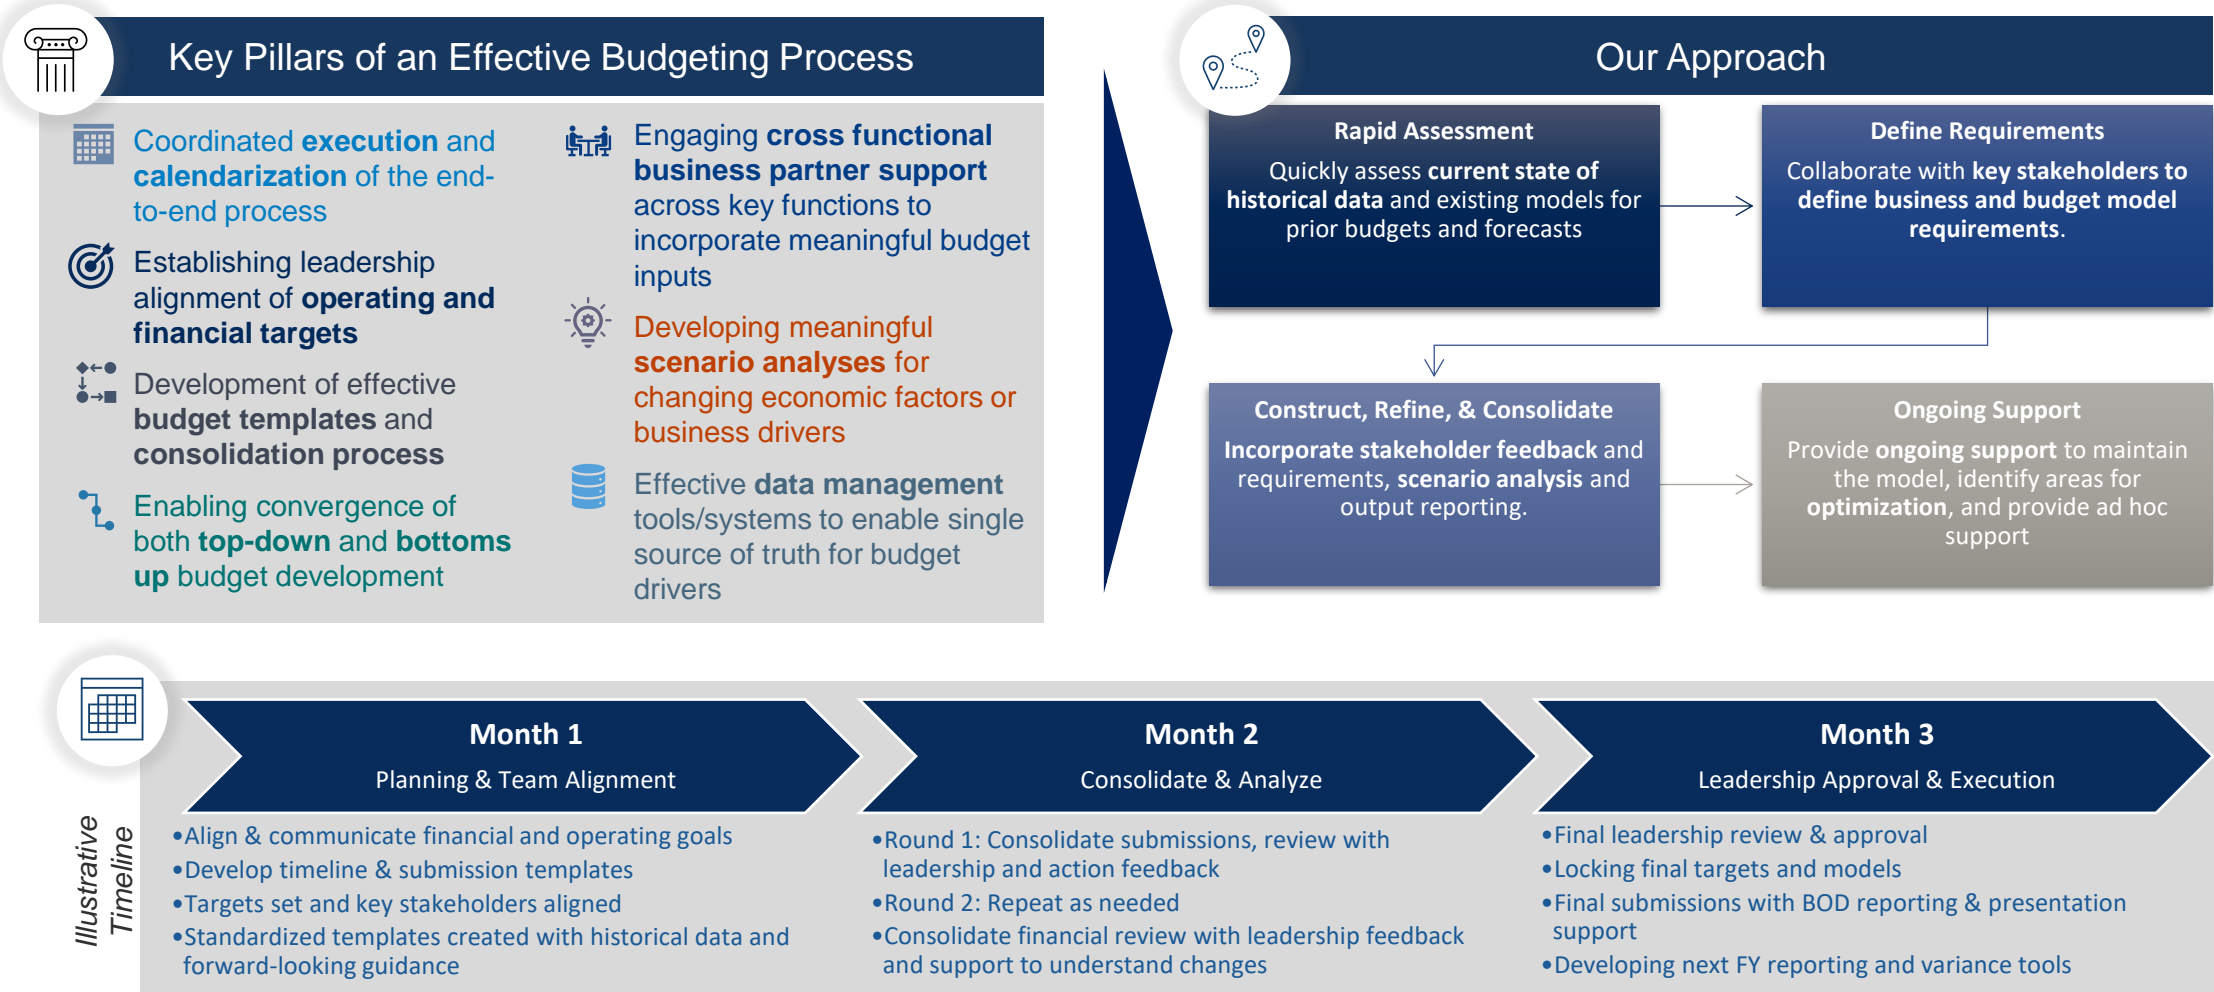 Key Pillars of an Effective Budgeting Process
Coordinated execution and
calendarization of the end-
to-end process
Establishing leadership
alignment of operating and
financial targets
Development of effective
budget templates and
consolidation process
Enabling convergence of
both top-down and bottoms
up budget development
Engaging cross functional
business partner support
across key functions to
incorporate meaningful budget
inputs
Developing meaningful
scenario analyses for
changing economic factors or
business drivers
Effective data management
tools/systems to enable single
source of truth for budget
drivers
Our Approach
Rapid Assessment
Quickly assess current state of
historical data and existing models for
prior budgets and forecasts
Define Requirements
Collaborate with key stakeholders to
define business and budget model
requirements.
Construct, Refine, & Consolidate
Incorporate stakeholder feedback and
requirements, scenario analysis and
output reporting.
Ongoing Support
Provide ongoing support to maintain
the model, identify areas for
optimization, and provide ad hoc
support
Illustrative
Timeline
Month 1
Planning & Team Alignment
•Align & communicate financial and operating goals
•Develop timeline & submission templates
•Targets set and key stakeholders aligned
•Standardized templates created with historical data and
forward-looking guidance
Month 2
Consolidate & Analyze
•Round 1: Consolidate submissions, review with
leadership and action feedback
•Round 2: Repeat as needed
•Consolidate financial review with leadership feedback
and support to understand changes
Month 3
Leadership Approval & Execution
•Final leadership review & approval
•Locking final targets and models
•Final submissions with BOD reporting & presentation
support
•Developing next FY reporting and variance tools